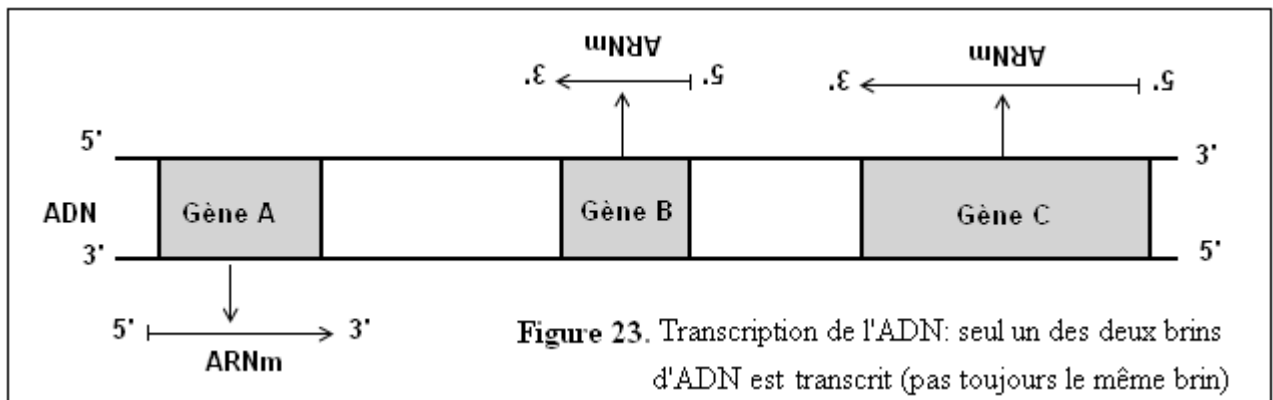 ARNm ARNm
3' 5' 3' 5'
5' 3'
ADN Gène A Gène B Gène C
3' 5'
5' 3'
ARNm
Figure 23. Transcription de l'ADN: seul un des deux brins
d'ADN est transcrit (pas toujours le même brin)